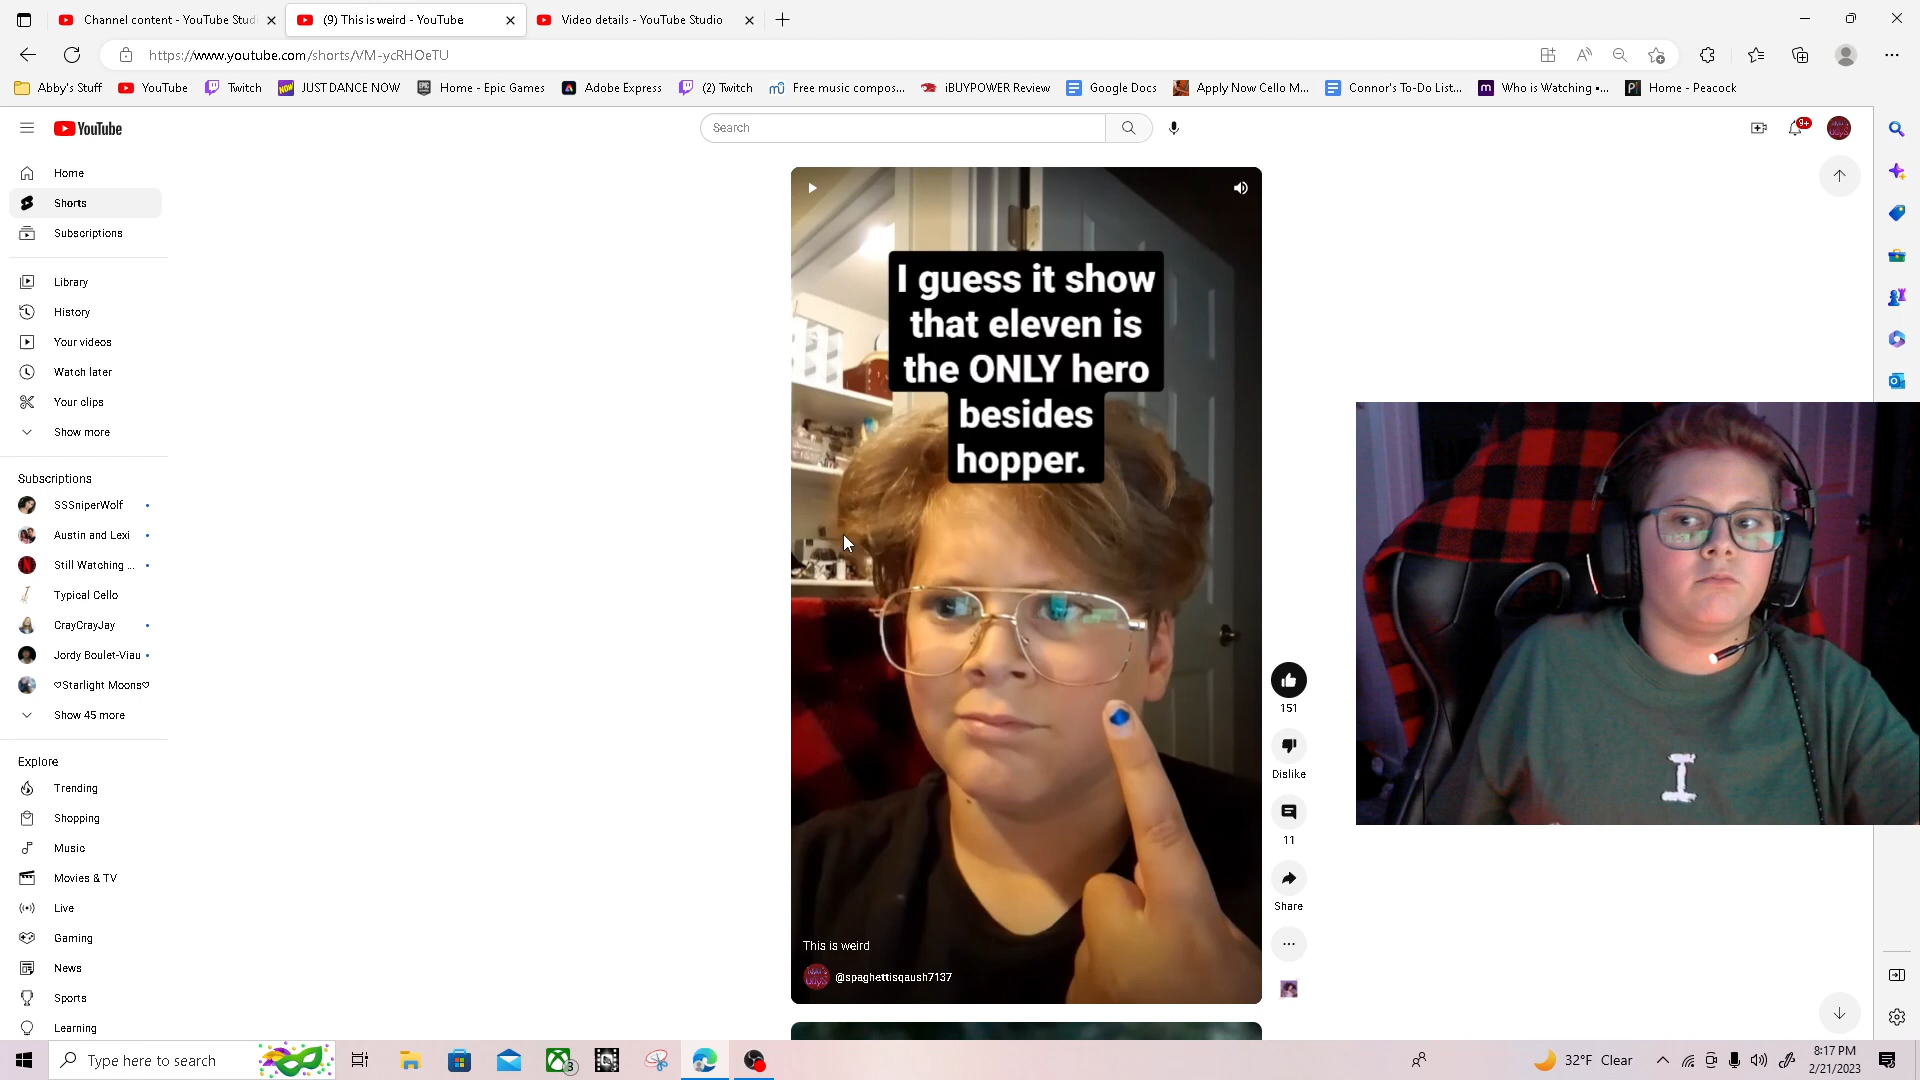 Channel content - YouTube Stud
(9) This is weird - YouTube
Video details - YouTube Studio
https://www.youtube.com/shorts/VM-ycRHOeTU
Abby's Stuff
YouTube
Twitch
JUST DANCE NOW
Home - Epic Games
Adobe Express
(2) Twitch
Free music compos...
iBUYPOWER Review
Google Docs
Apply Now Cello M...
Connor's To-Do List...
Who is Watching •...
Home - Peacock
YouTube
Search
9+
Home
Shorts
Subscriptions
Library
History
Your videos
Watch later
Your clips
Show more
Subscriptions
SSSniperWolf
Austin and Lexi
Still Watching ...
Typical Cello
CrayCrayJay
Jordy Boulet-Viau
♡Starlight Moons♡
Show 45 more
Explore
Trending
Shopping
Music
Movies & TV
Live
Gaming
News
Sports
Learning
I guess it show
that eleven is
the ONLY hero
besides
hopper.
This is weird
@spaghettisqaush7137
151
Dislike
11
Share
I
Type here to search
3
32°F Clear
8:17 PM
2/21/2023